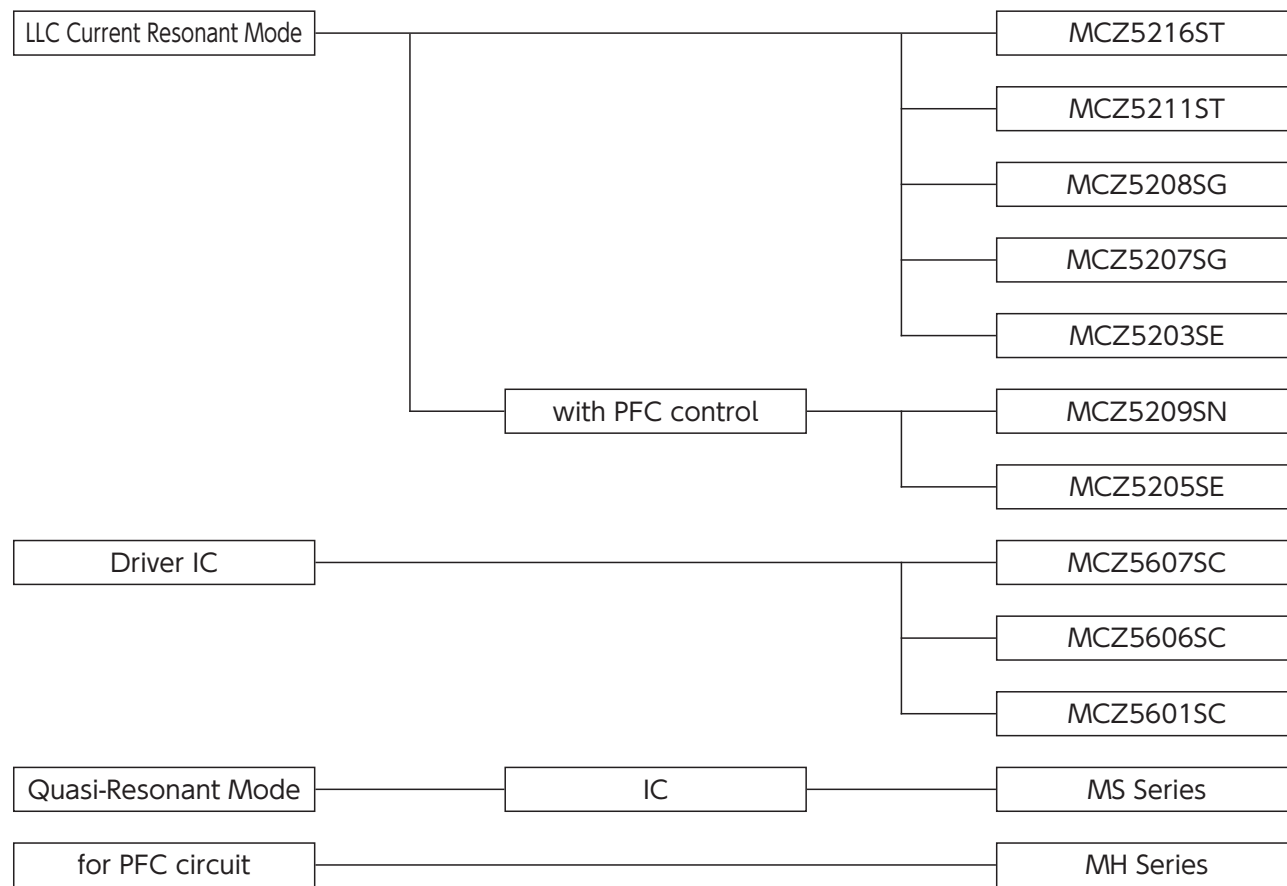 LLC Current Resonant Mode
MCZ5216ST
MCZ5211ST
MCZ5208SG
MCZ5207SG
MCZ5203SE
with PFC control
MCZ5209SN
MCZ5205SE
Driver IC
MCZ5607SC
MCZ5606SC
MCZ5601SC
Quasi-Resonant Mode
IC
MS Series
for PFC circuit
MH Series